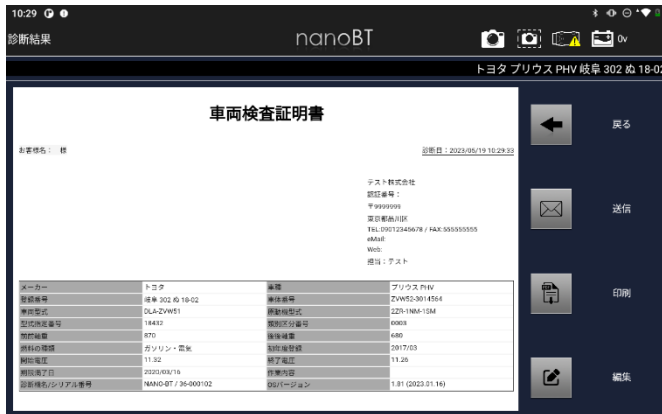 10:29
診断結果
nanoBT
0v
トヨタ プリウス PHV 岐阜 302 ぬ 18-02
車両検査証明書
お客様名： 様
診断日：2023/06/19 10:29:33
テスト株式会社
認証番号：
〒9999999
東京都品川区
TEL:09012345678 / FAX:555555555
eMail:
Web:
担当：テスト
メーカー トヨタ 車種 プリウス PHV
登録番号 岐阜 302 ぬ 18-02 車体番号 ZVW52-3014564
車両型式 DLA-ZVW51 原動機型式 2ZR-1NM-1SM
型式指定番号 18432 類別区分番号 0003
前前軸重 870 後後軸重 680
燃料の種類 ガソリン・電気 初年度登録 2017/03
開始電圧 11.32 終了電圧 11.26
期限満了日 2020/03/16 作業内容
診断機名/シリアル番号 NANO-BT / 36-000102 OSバージョン 1.81 (2023.01.16)
戻る
送信
印刷
編集